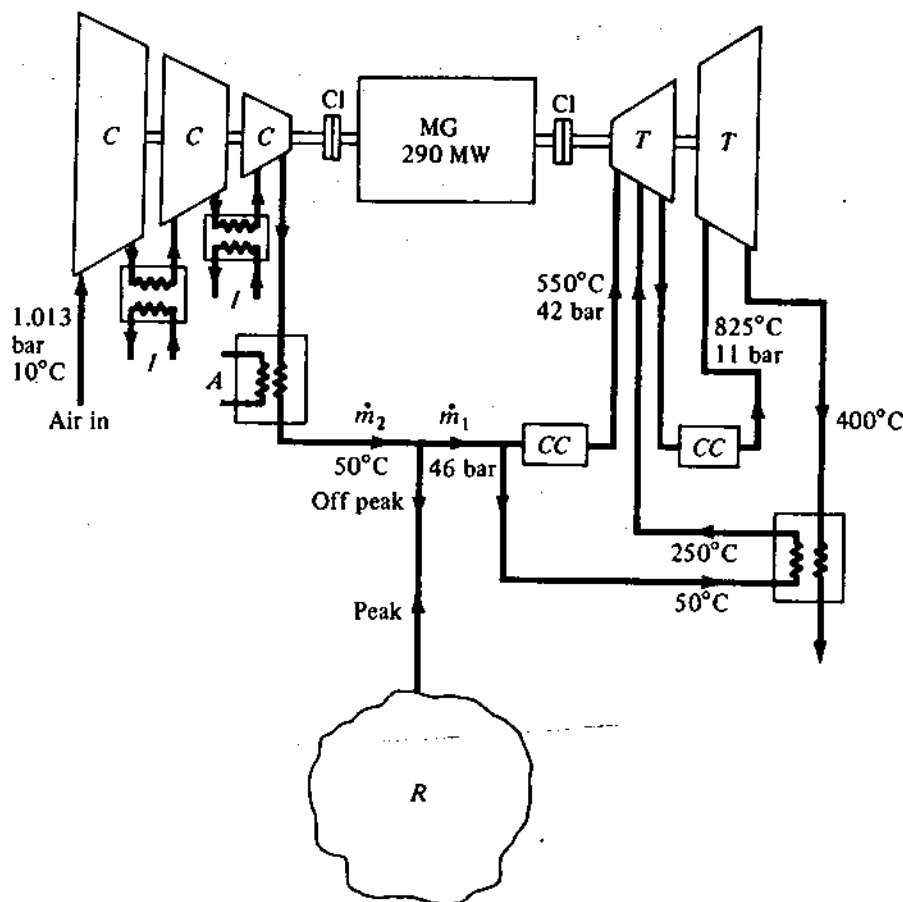 Cl
Cl
C
C
C
MG
290 MW
T
T
1.013
bar
10°C
Air in
I
I
A
550°C
42 bar
825°C
11 bar
400°C
ṁ₂
ṁ₁
CC
CC
50°C
46 bar
Off peak
250°C
50°C
Peak
R